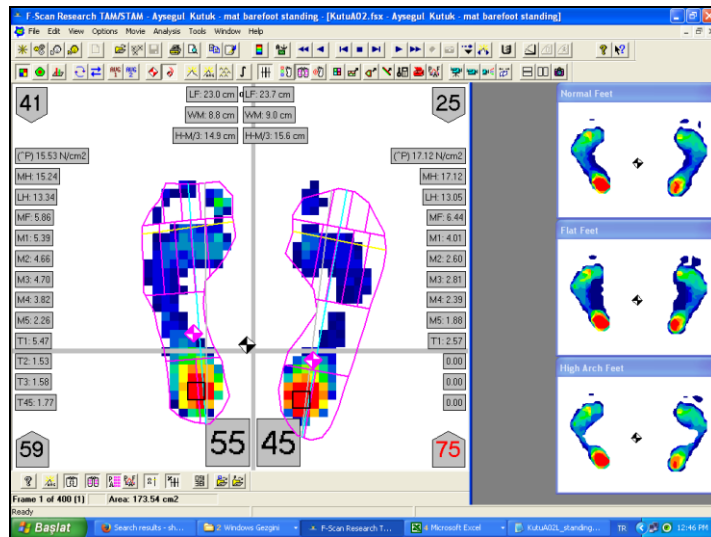 F-Scan Research TAM/STAM - Aysegul Kutuk - mat barefoot standing - [KutuA02.fsx - Aysegul Kutuk - mat barefoot standing]
File Edit View Options Movie Analysis Tools Window Help
41
LF: 23.0 cm
LF: 23.7 cm
25
WM: 8.8 cm
WM: 9.0 cm
H-M/3: 14.9 cm
H-M/3: 15.6 cm
(~P) 15.53 N/cm2
(~P) 17.12 N/cm2
MH: 15.24
MH: 17.12
LH: 13.34
LH: 13.05
MF: 5.86
MF: 6.44
M1: 5.39
M1: 4.01
M2: 4.66
M2: 2.60
M3: 4.70
M3: 2.81
M4: 3.82
M4: 2.39
M5: 2.26
M5: 1.88
T1: 5.47
T1: 2.57
T2: 1.53
0.00
T3: 1.58
0.00
T45: 1.77
0.00
59
55
45
75
Normal Feet
Flat Feet
High Arch Feet
Frame 1 of 400 (1)
Area: 173.54 cm2
Ready
Başlat
Search results - sh...
2 Windows Gezgini
F-Scan Research T...
4 Microsoft Excel
KutuA02L_standing...
TR
12:46 PM